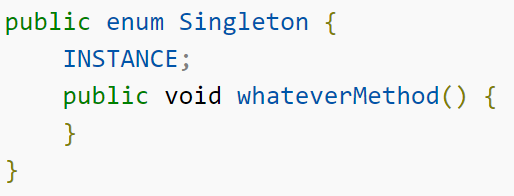 public enum Singleton {
    INSTANCE;
    public void whateverMethod() {
    }
}